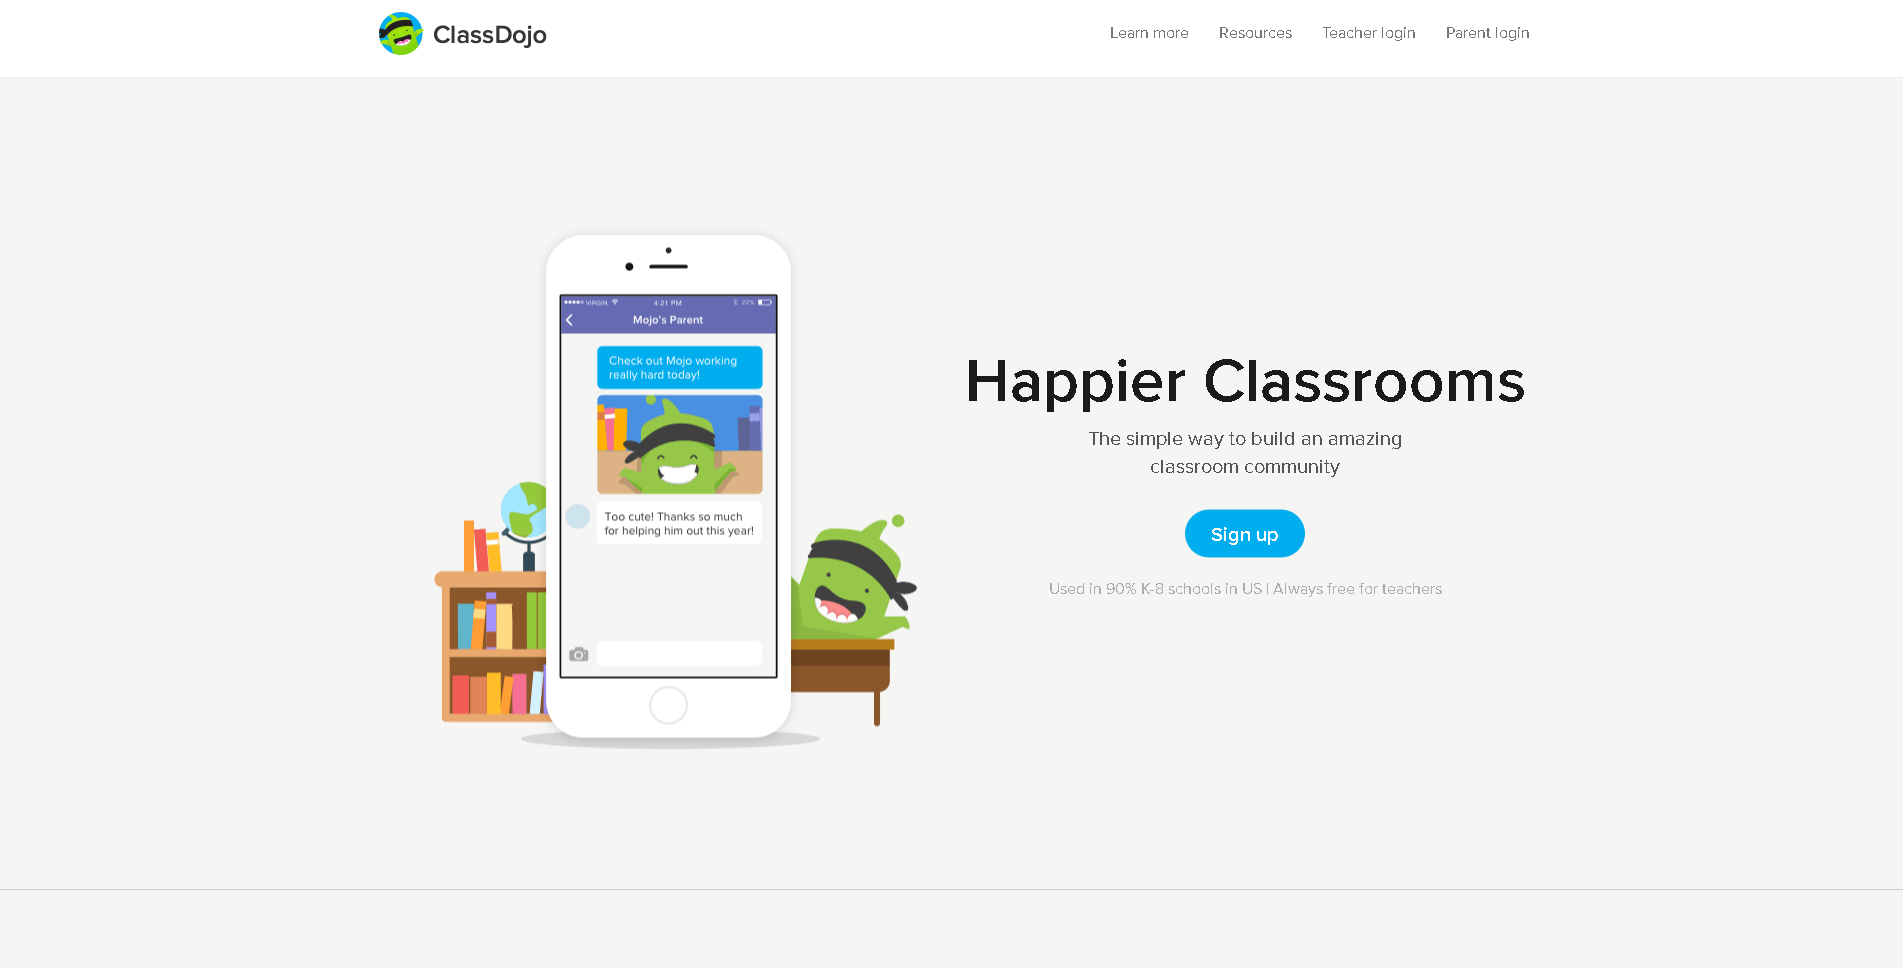 ClassDojo
Learn more
Resources
Teacher login
Parent login
VIRGIN
4:21 PM
22%
Mojo's Parent
Check out Mojo working
really hard today!
Too cute! Thanks so much
for helping him out this year!
Happier Classrooms
The simple way to build an amazing
classroom community
Sign up
Used in 90% K-8 schools in US | Always free for teachers